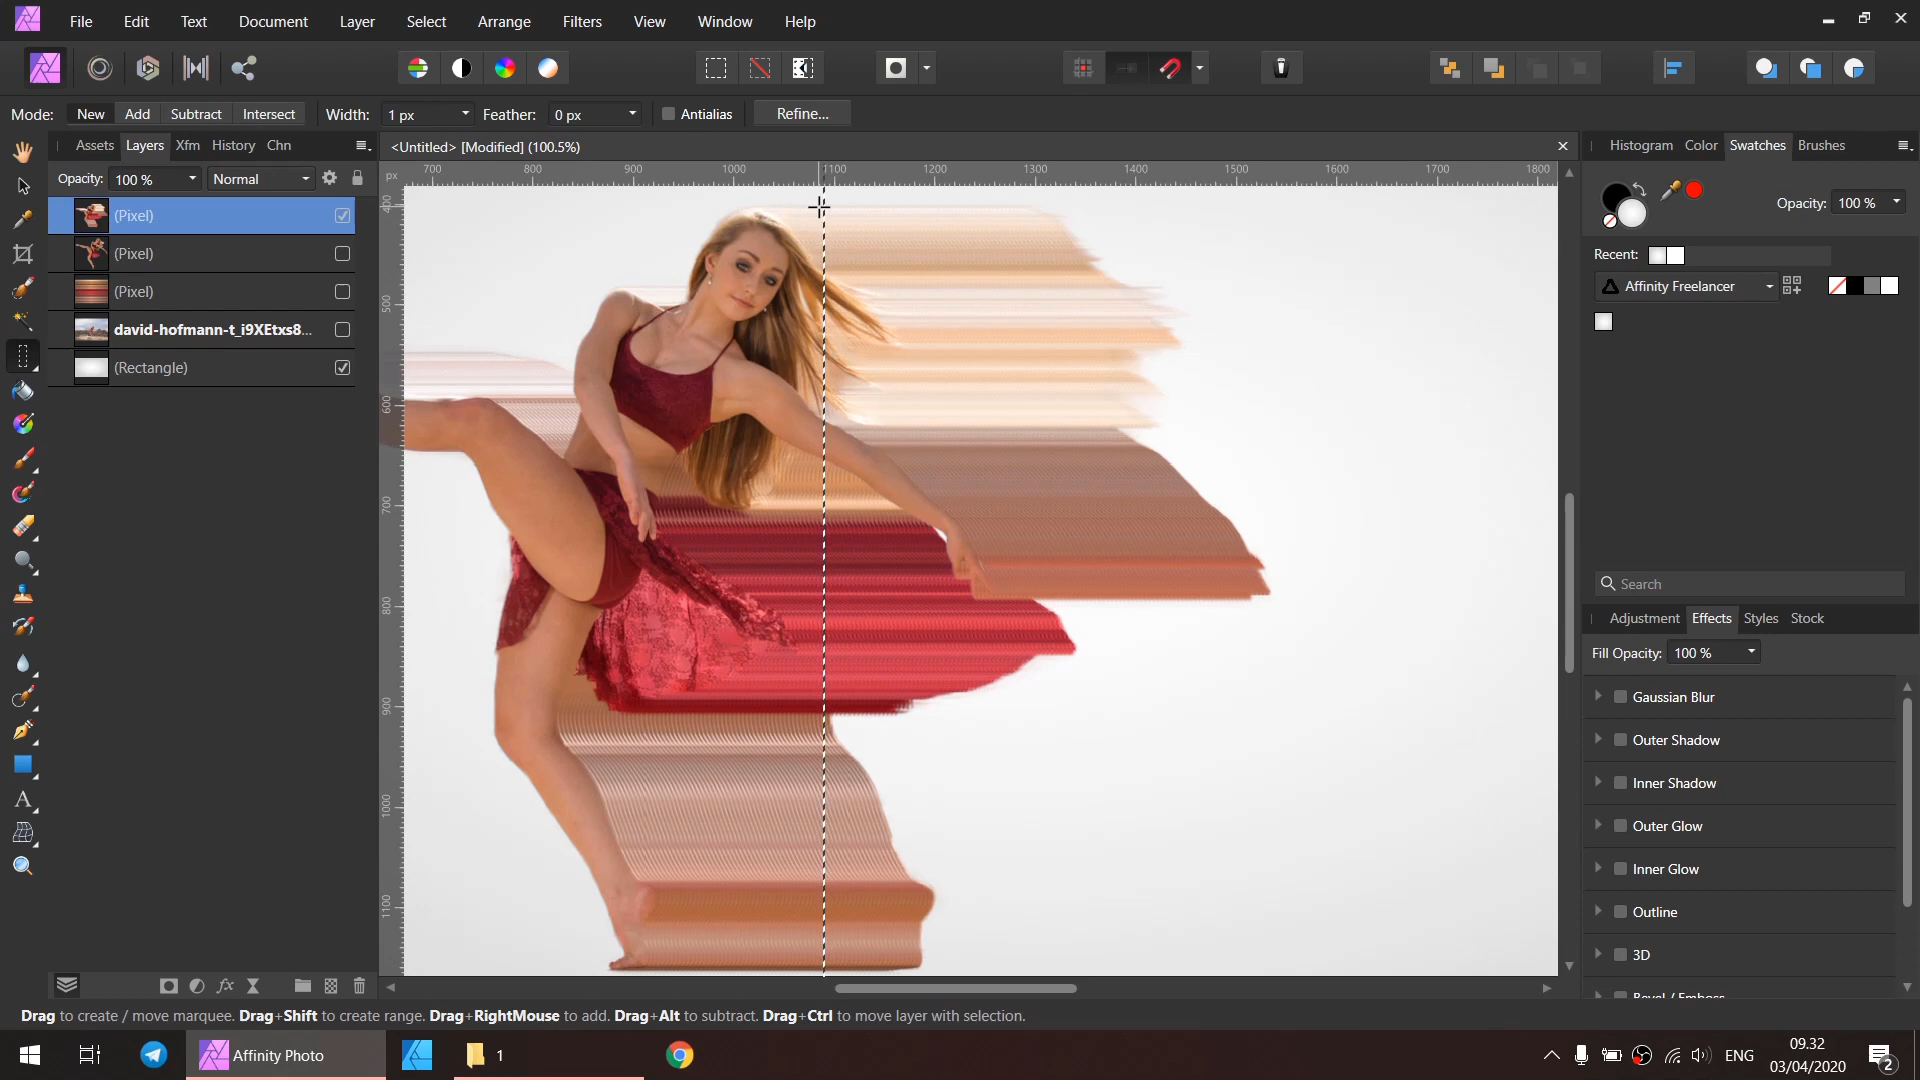 File Edit Text Document Layer Select Arrange Filters View Window Help
Mode: New Add Subtract Intersect Width: 1 px Feather: 0 px Antialias Refine...
Assets Layers Xfm History Chn
<Untitled> [Modified] (100.5%)
Histogram Color Swatches Brushes
Opacity: 100 % Normal
px 700 800 900 1000 1100 1200 1300 1400 1500 1600 1700 1800
400
500
600
700
800
900
1000
1100
(Pixel)
(Pixel)
(Pixel)
david-hofmann-t_i9XEtxs8...
(Rectangle)
Opacity: 100 %
Recent:
Affinity Freelancer
Search
Adjustment Effects Styles Stock
Fill Opacity: 100 %
Gaussian Blur
Outer Shadow
Inner Shadow
Outer Glow
Inner Glow
Outline
3D
Bevel / Emboss
Drag to create / move marquee. Drag+Shift to create range. Drag+RightMouse to add. Drag+Alt to subtract. Drag+Ctrl to move layer with selection.
Affinity Photo
1
ENG
09.32
03/04/2020
2